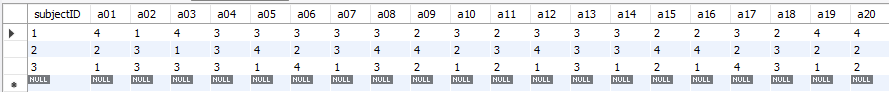 subjectID a01 a02 a03 a04 a05 a06 a07 a08 a09 a10 a11 a12 a13 a14 a15 a16 a17 a18 a19 a20
1 4 1 4 3 3 3 3 3 2 3 2 3 3 3 2 2 3 2 4 4
2 2 3 1 3 4 2 3 4 4 2 3 4 3 3 4 4 2 3 2 2
3 1 3 3 3 1 4 1 3 2 1 2 1 3 1 2 1 4 3 1 2
NULL NULL NULL NULL NULL NULL NULL NULL NULL NULL NULL NULL NULL NULL NULL NULL NULL NULL NULL NULL NULL